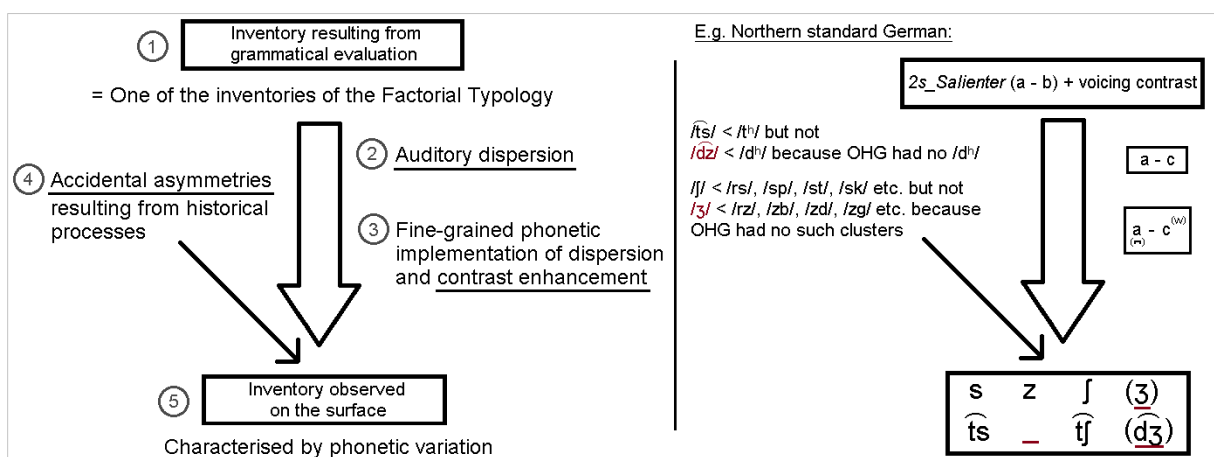 1
Inventory resulting from
grammatical evaluation
= One of the inventories of the Factorial Typology
2 Auditory dispersion
4 Accidental asymmetries
resulting from historical
processes
3 Fine-grained phonetic
implementation of dispersion
and contrast enhancement
5
Inventory observed
on the surface
Characterised by phonetic variation
E.g. Northern standard German:
2s_Salienter (a - b) + voicing contrast
/t͡s/ < /tʰ/ but not
/d͡z/ < /dʰ/ because OHG had no /dʰ/
/ʃ/ < /rs/, /sp/, /st/, /sk/ etc. but not
/ʒ/ < /rz/, /zb/, /zd/, /zg/ etc. because
OHG had no such clusters
a - c
a - c⁽ʷ⁾
s z ʃ (ʒ)
t͡s _ t͡ʃ (d͡ʒ)